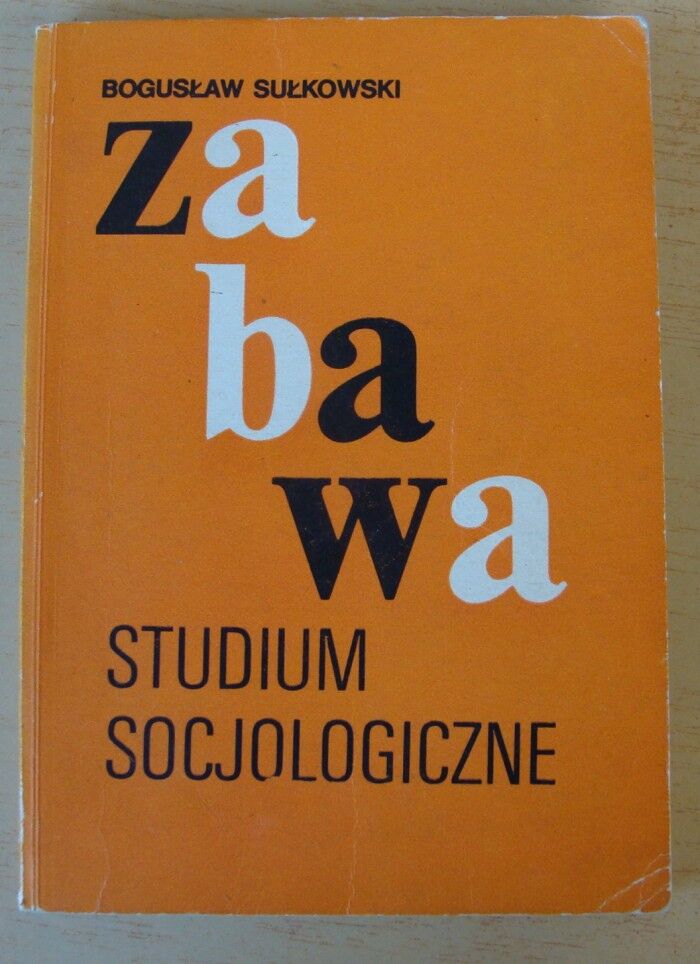 BOGUSŁAW SUŁKOWSKI
za
ba
wa
STUDIUM
SOCJOLOGICZNE